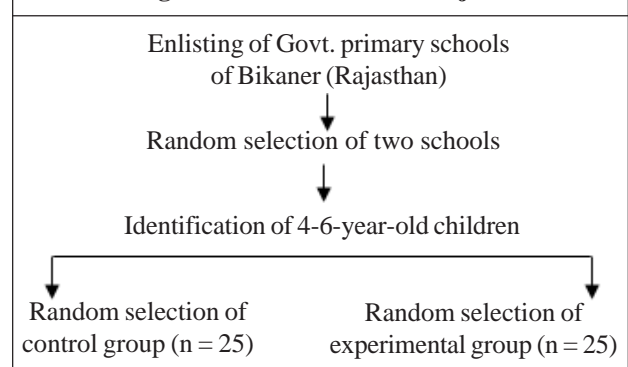 Enlisting of Govt. primary schools
of Bikaner (Rajasthan)
Random selection of two schools
Identification of 4-6-year-old children
Random selection of
control group (n = 25)
Random selection of
experimental group (n = 25)